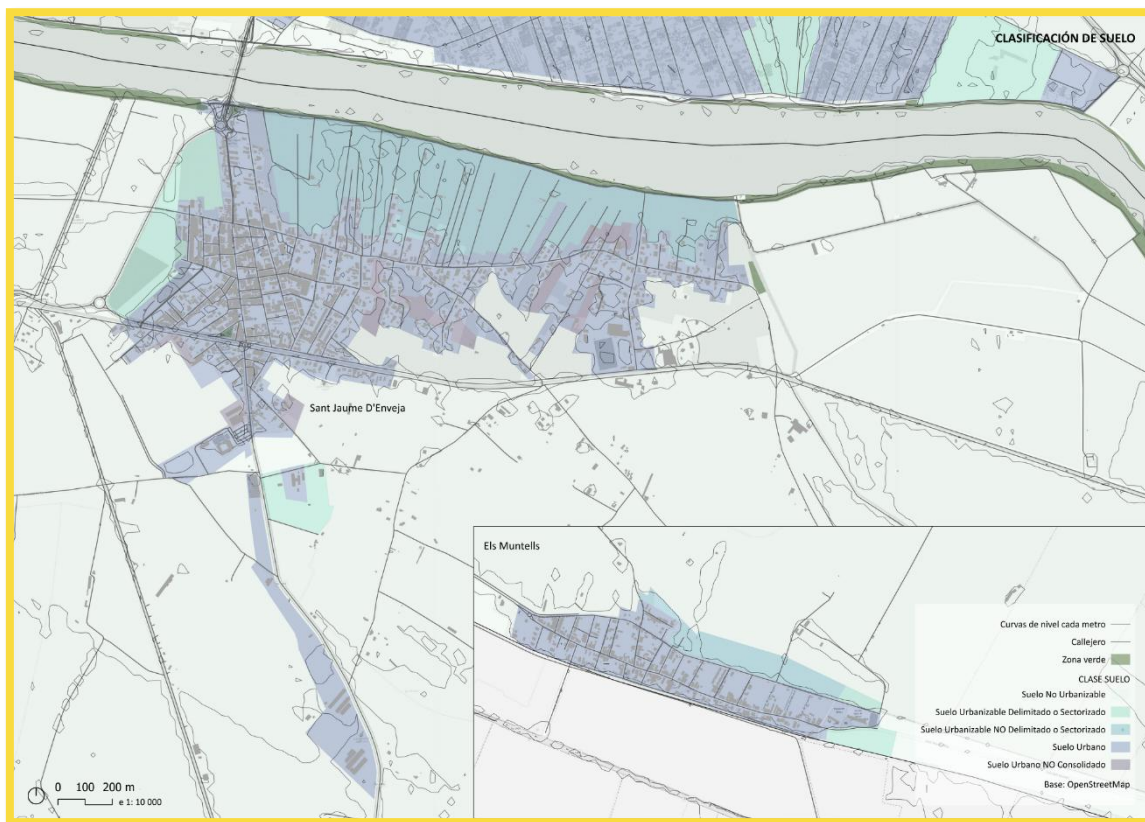 CLASIFICACIÓN DE SUELO
Sant Jaume D'Enveja
Els Muntells
Curvas de nivel cada metro
Callejero
Zona verde
CLASE SUELO
Suelo No Urbanizable
Suelo Urbanizable Delimitado o Sectorizado
Suelo Urbanizable NO Delimitado o Sectorizado
Suelo Urbano
Suelo Urbano NO Consolidado
Base: OpenStreetMap
0 100 200 m
e 1: 10 000